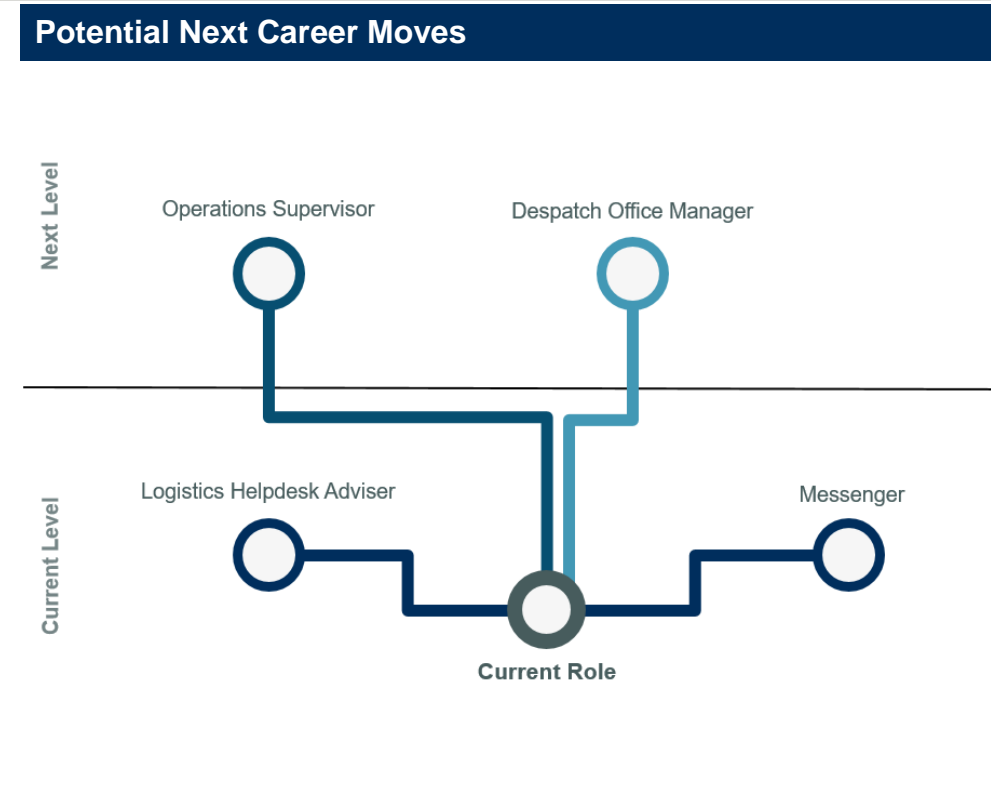 Potential Next Career Moves
Next Level
Operations Supervisor
Despatch Office Manager
Current Level
Logistics Helpdesk Adviser
Messenger
Current Role